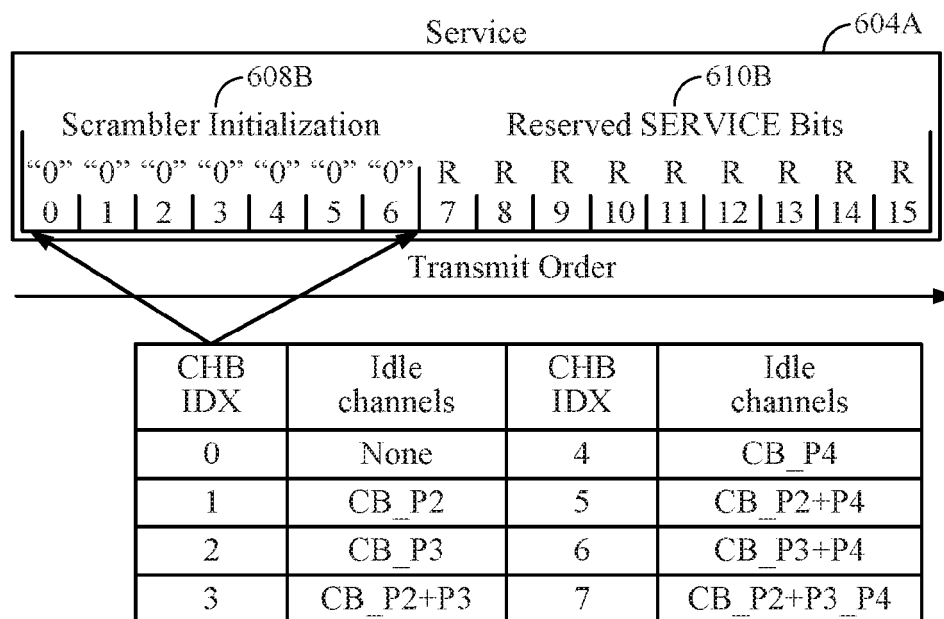 Service
604A
608B
610B
Scrambler Initialization
Reserved SERVICE Bits
“0” “0” “0” “0” “0” “0” “0” R R R R R R R R R
0 1 2 3 4 5 6 7 8 9 10 11 12 13 14 15
Transmit Order
CHB IDX Idle channels CHB IDX Idle channels
0 None 4 CB_P4
1 CB_P2 5 CB_P2+P4
2 CB_P3 6 CB_P3+P4
3 CB_P2+P3 7 CB_P2+P3_P4